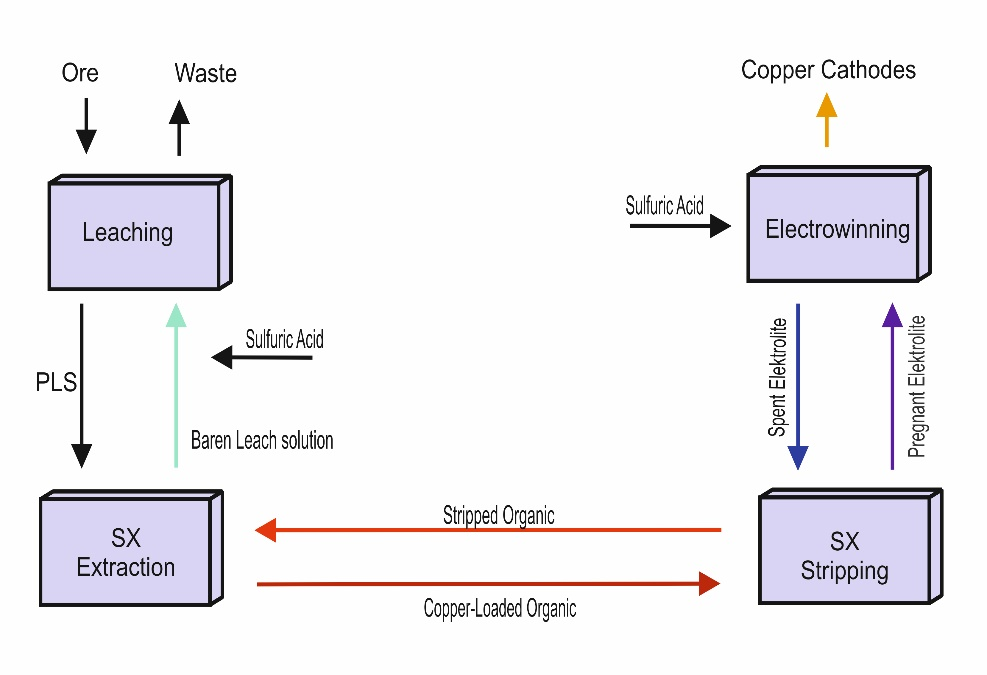 Ore
Waste
Copper Cathodes
Leaching
Sulfuric Acid
Electrowinning
PLS
Sulfuric Acid
Baren Leach solution
Spent Elektrolite
Pregnant Elektrolite
SX
Extraction
Stripped Organic
Copper-Loaded Organic
SX
Stripping